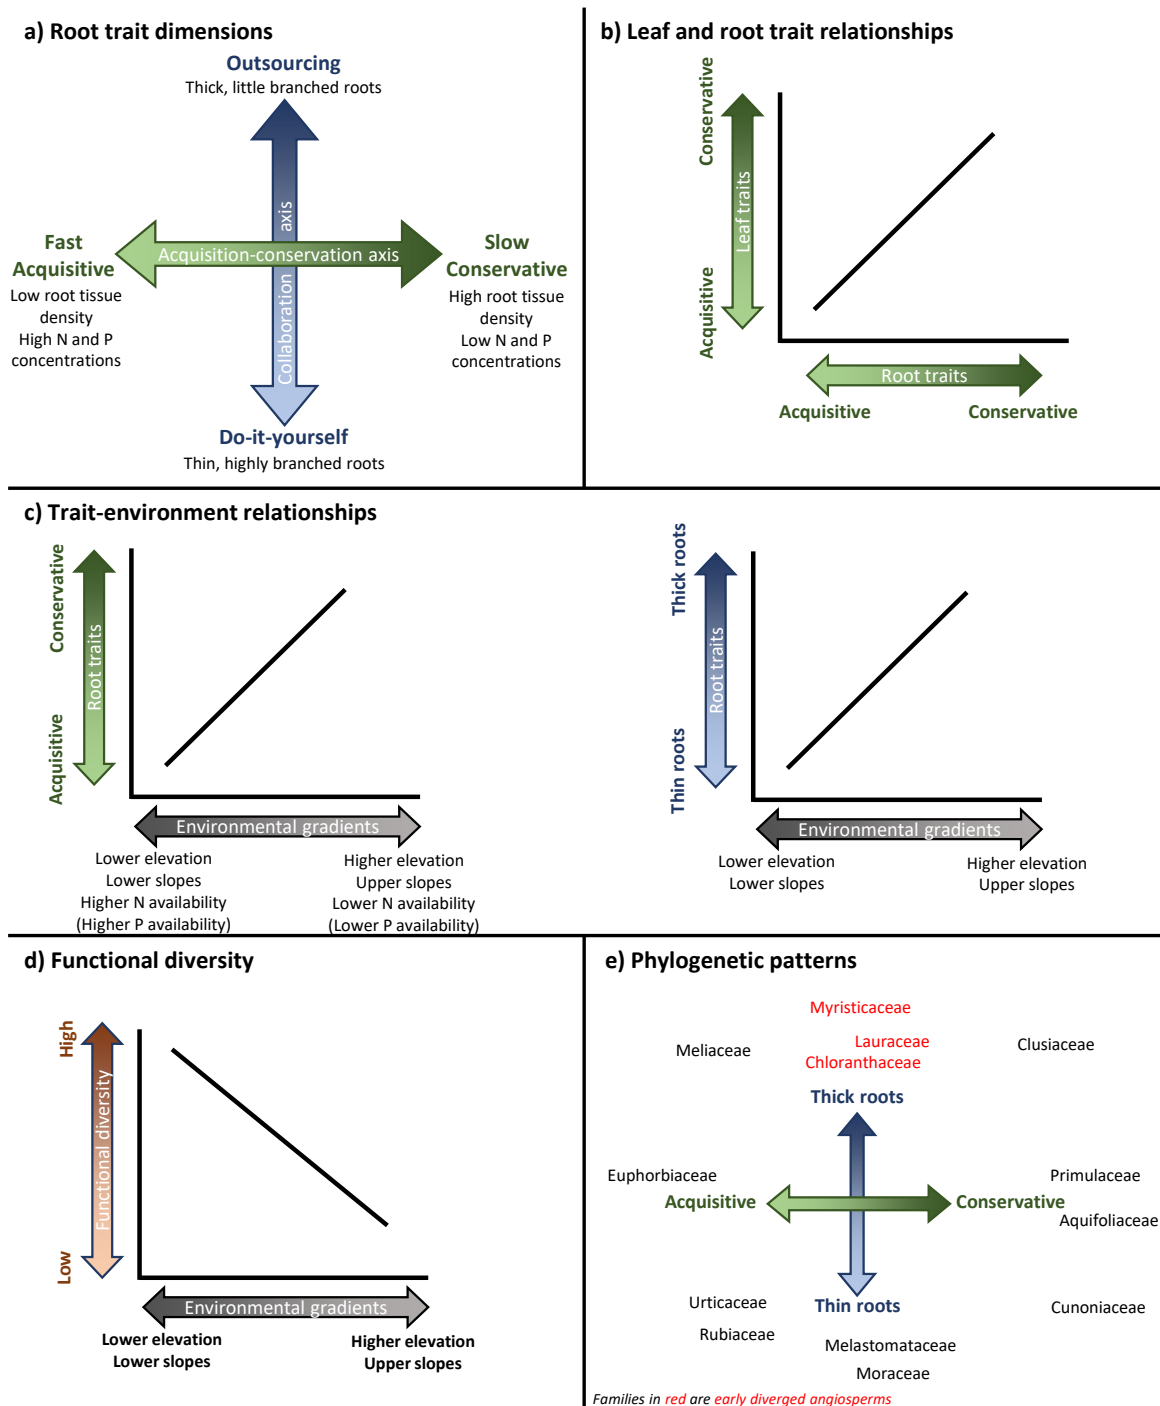 a) Root trait dimensions
Outsourcing
Thick, little branched roots
Collaboration axis
Acquisition-conservation axis
Fast
Acquisitive
Low root tissue
density
High N and P
concentrations
Slow
Conservative
High root tissue
density
Low N and P
concentrations
Do-it-yourself
Thin, highly branched roots
b) Leaf and root trait relationships
Conservative
Acquisitive
Leaf traits
Root traits
Acquisitive
Conservative
c) Trait-environment relationships
Conservative
Acquisitive
Root traits
Environmental gradients
Lower elevation
Lower slopes
Higher N availability
(Higher P availability)
Higher elevation
Upper slopes
Lower N availability
(Lower P availability)
Thick roots
Thin roots
Root traits
Environmental gradients
Lower elevation
Lower slopes
Higher elevation
Upper slopes
d) Functional diversity
High
Low
Functional diversity
Environmental gradients
Lower elevation
Lower slopes
Higher elevation
Upper slopes
e) Phylogenetic patterns
Myristicaceae
Lauraceae
Chloranthaceae
Meliaceae
Clusiaceae
Thick roots
Euphorbiaceae
Acquisitive
Primulaceae
Conservative
Aquifoliaceae
Urticaceae
Thin roots
Cunoniaceae
Rubiaceae
Melastomataceae
Moraceae
Families in red are early diverged angiosperms